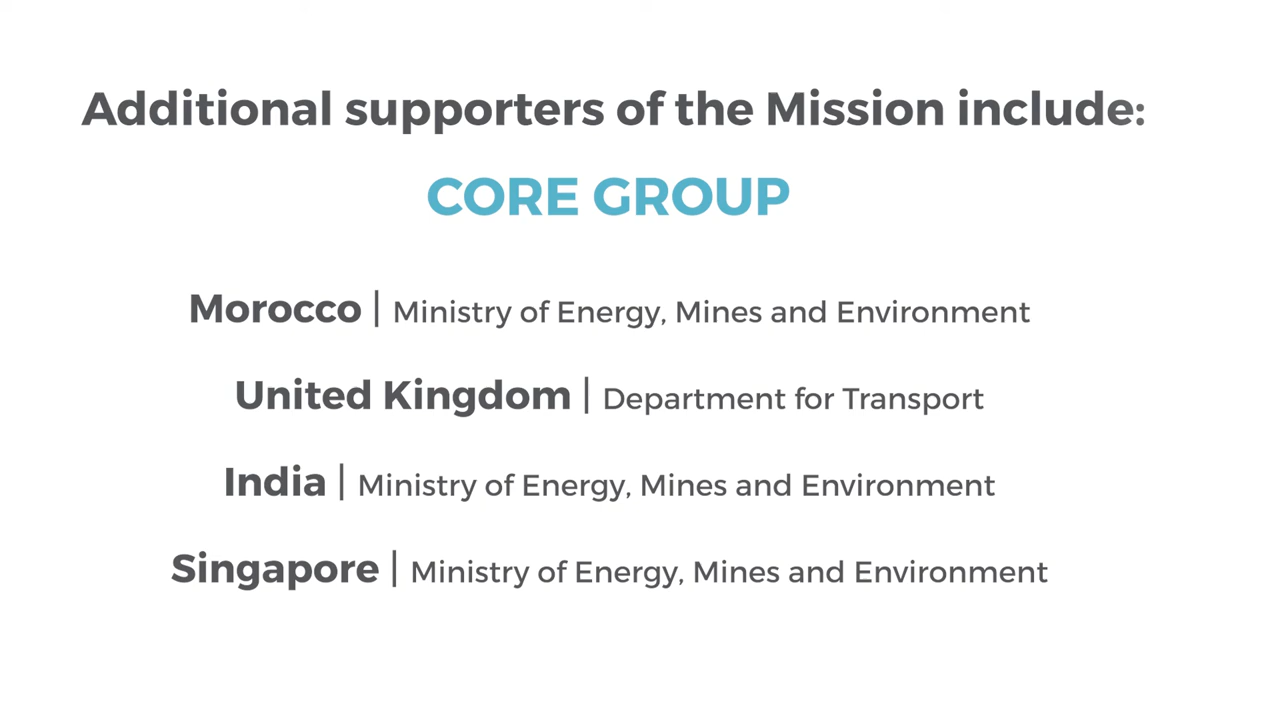 Additional supporters of the Mission include:
CORE GROUP
Morocco | Ministry of Energy, Mines and Environment
United Kingdom | Department for Transport
India | Ministry of Energy, Mines and Environment
Singapore | Ministry of Energy, Mines and Environment